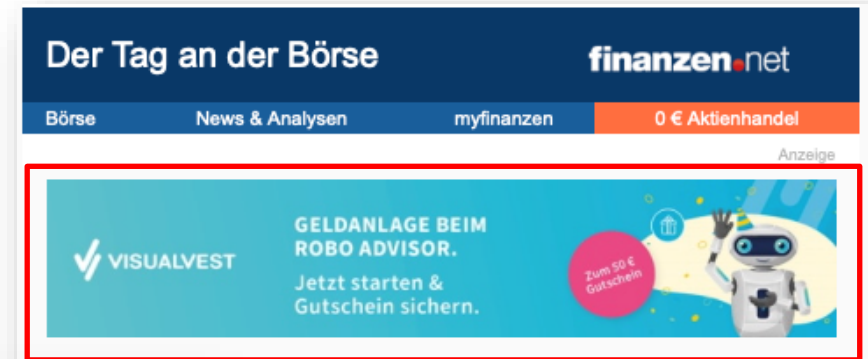 Der Tag an der Börse
finanzen.net
Börse News & Analysen myfinanzen 0 € Aktienhandel
Anzeige
VISUALVEST
GELDANLAGE BEIM
ROBO ADVISOR.
Jetzt starten &
Gutschein sichern.
Zum 50 €
Gutschein